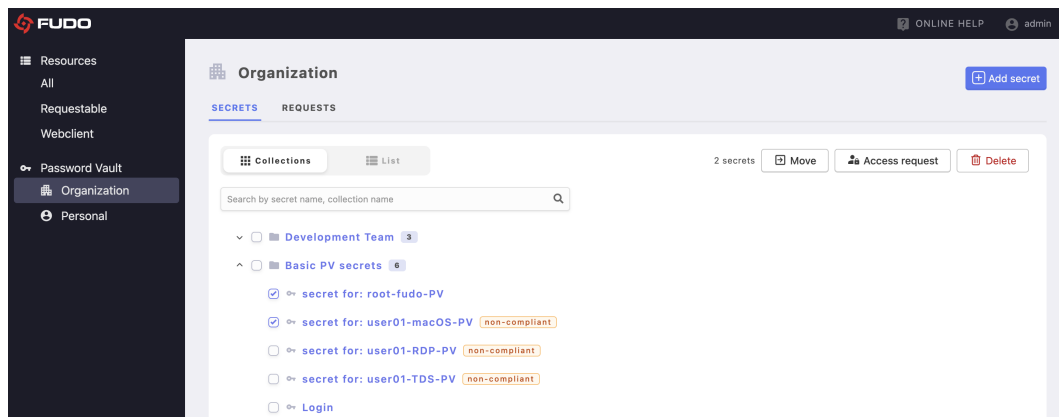 FUDO
ONLINE HELP
admin
Resources
All
Requestable
Webclient
Password Vault
Organization
Personal
Organization
Add secret
SECRETS REQUESTS
Collections List
2 secrets Move Access request Delete
Search by secret name, collection name
Development Team 3
Basic PV secrets 6
secret for: root-fudo-PV
secret for: user01-macOS-PV non-compliant
secret for: user01-RDP-PV non-compliant
secret for: user01-TDS-PV non-compliant
Login